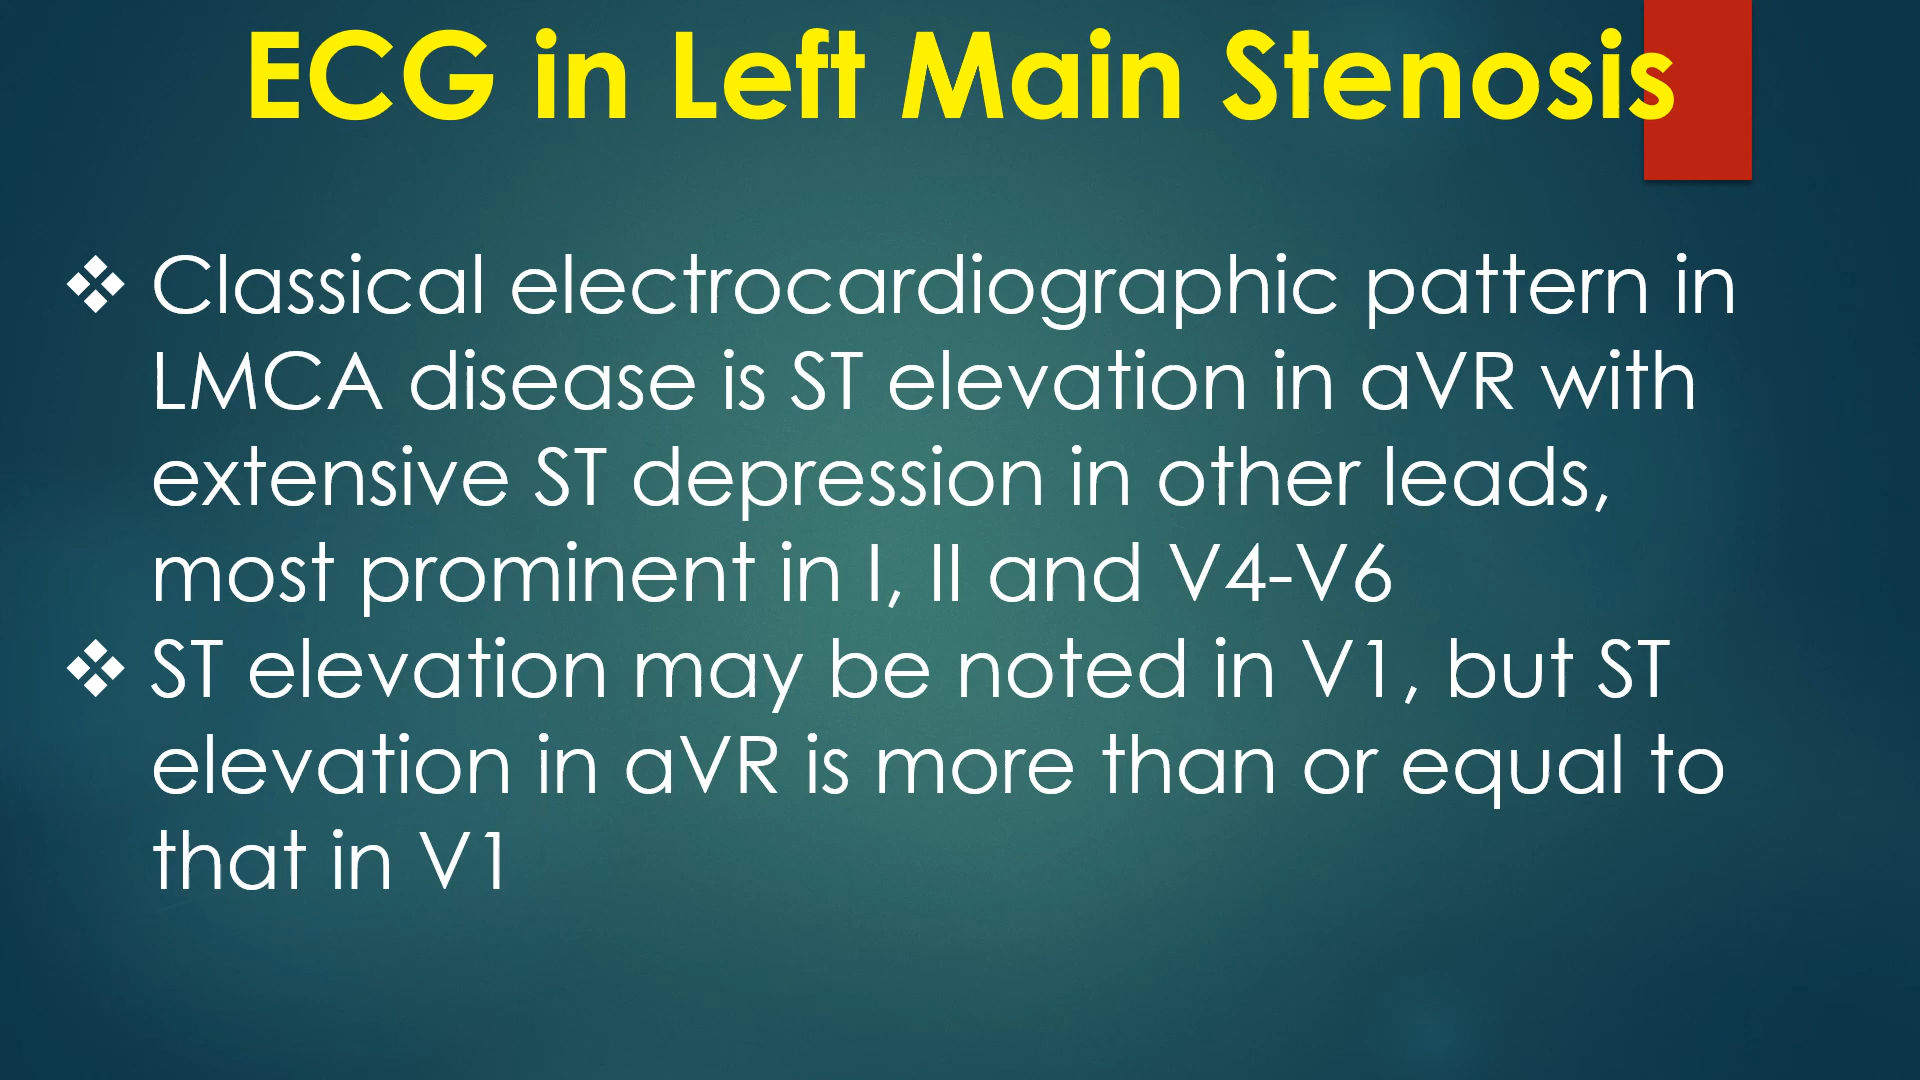 ECG in Left Main Stenosis
❖ Classical electrocardiographic pattern in
LMCA disease is ST elevation in aVR with
extensive ST depression in other leads,
most prominent in I, II and V4-V6
❖ ST elevation may be noted in V1, but ST
elevation in aVR is more than or equal to
that in V1